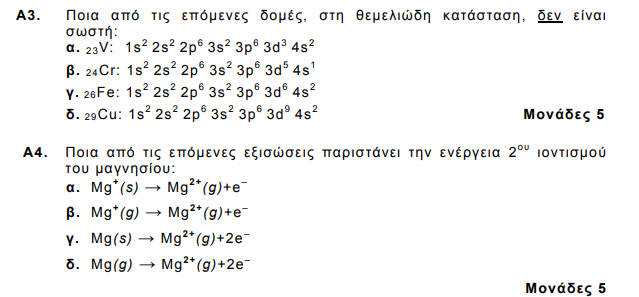 Α3. Ποια από τις επόμενες δομές, στη θεμελιώδη κατάσταση, δεν είναι
σωστή:
α. ₂₃V: 1s² 2s² 2p⁶ 3s² 3p⁶ 3d³ 4s²
β. ₂₄Cr: 1s² 2s² 2p⁶ 3s² 3p⁶ 3d⁵ 4s¹
γ. ₂₆Fe: 1s² 2s² 2p⁶ 3s² 3p⁶ 3d⁶ 4s²
δ. ₂₉Cu: 1s² 2s² 2p⁶ 3s² 3p⁶ 3d⁹ 4s² Μονάδες 5
Α4. Ποια από τις επόμενες εξισώσεις παριστάνει την ενέργεια 2ᵒᵘ ιοντισμού
του μαγνησίου:
α. Mg⁺(s) → Mg²⁺(g)+e⁻
β. Mg⁺(g) → Mg²⁺(g)+e⁻
γ. Mg(s) → Mg²⁺(g)+2e⁻
δ. Mg(g) → Mg²⁺(g)+2e⁻
Μονάδες 5